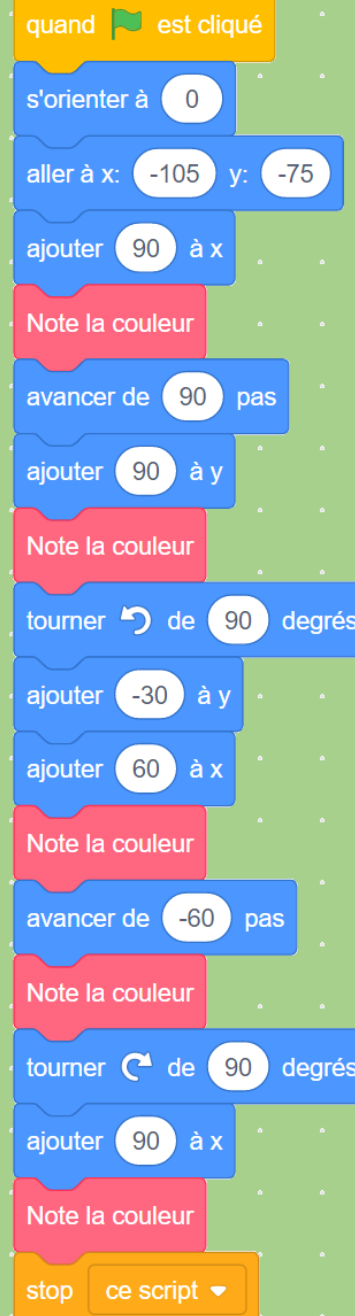 quand est cliqué
s'orienter à 0
aller à x: -105 y: -75
ajouter 90 à x
Note la couleur
avancer de 90 pas
ajouter 90 à y
Note la couleur
tourner de 90 degrés
ajouter -30 à y
ajouter 60 à x
Note la couleur
avancer de -60 pas
Note la couleur
tourner de 90 degrés
ajouter 90 à x
Note la couleur
stop ce script